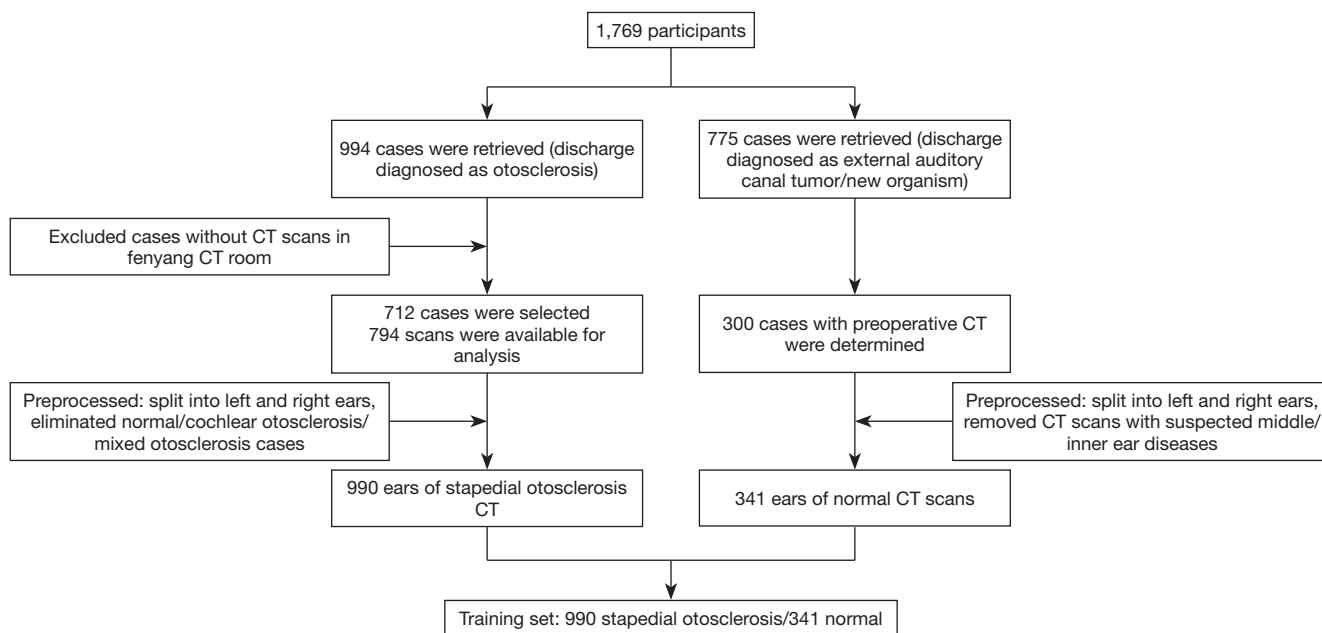 1,769 participants
994 cases were retrieved (discharge
diagnosed as otosclerosis)
775 cases were retrieved (discharge
diagnosed as external auditory
canal tumor/new organism)
Excluded cases without CT scans in
fenyang CT room
712 cases were selected
794 scans were available for
analysis
300 cases with preoperative CT
were determined
Preprocessed: split into left and right ears,
eliminated normal/cochlear otosclerosis/
mixed otosclerosis cases
Preprocessed: split into left and right ears,
removed CT scans with suspected middle/
inner ear diseases
990 ears of stapedial otosclerosis
CT
341 ears of normal CT scans
Training set: 990 stapedial otosclerosis/341 normal